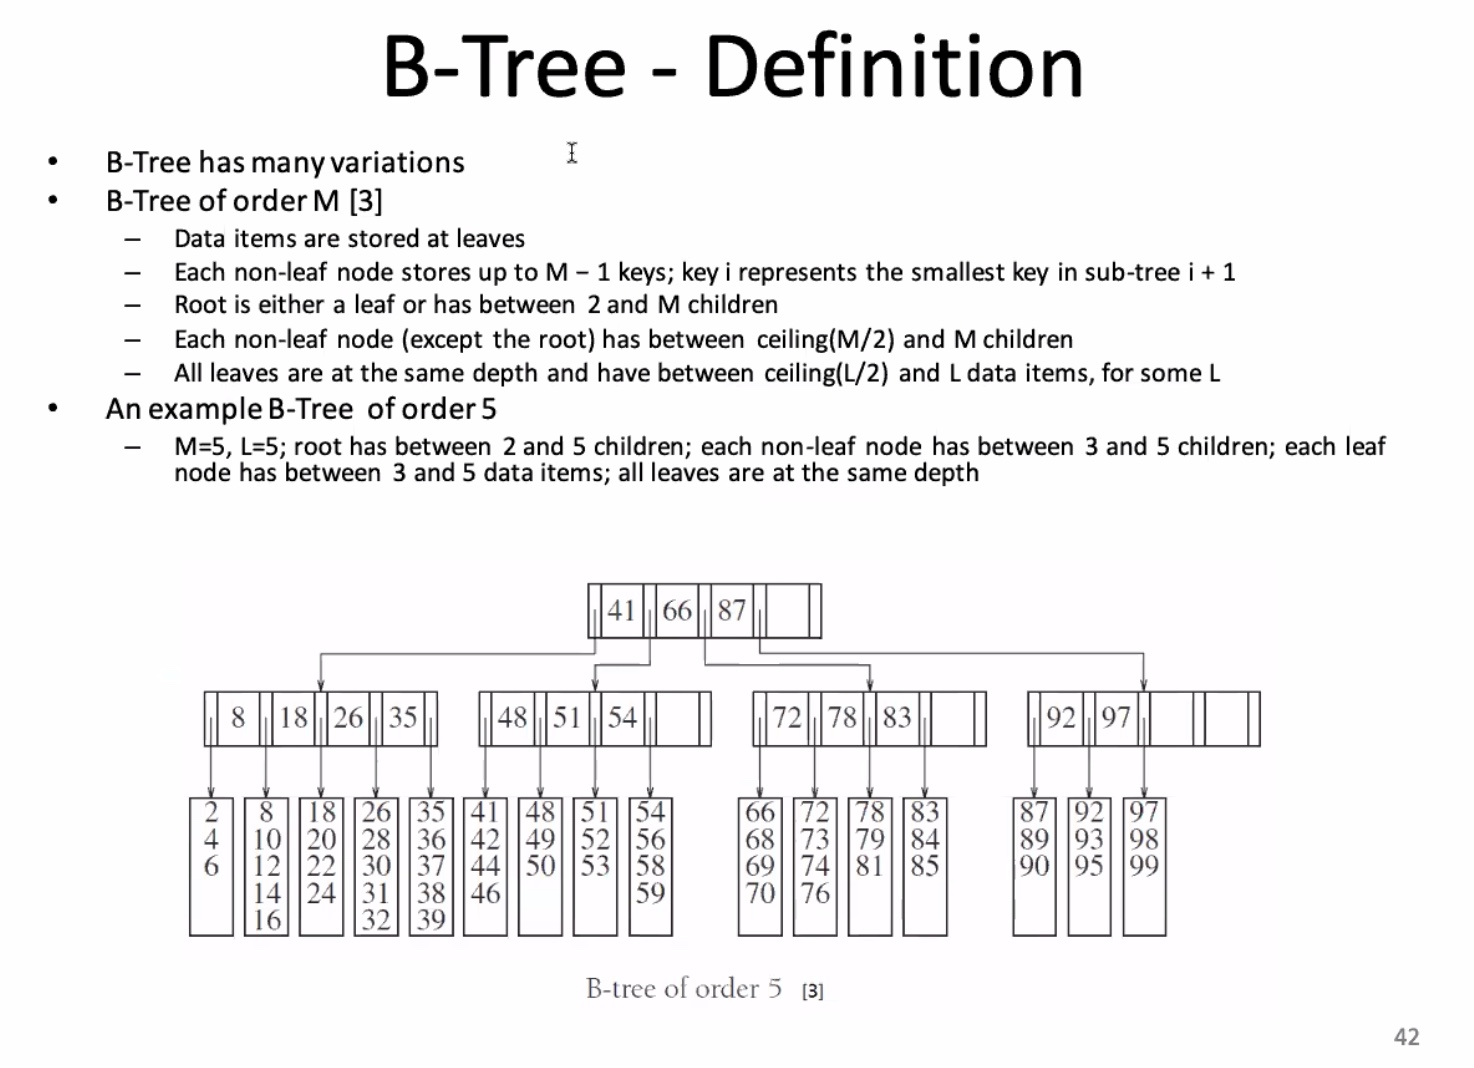 B-Tree - Definition
• B-Tree has many variations
• B-Tree of order M [3]
– Data items are stored at leaves
– Each non-leaf node stores up to M – 1 keys; key i represents the smallest key in sub-tree i + 1
– Root is either a leaf or has between 2 and M children
– Each non-leaf node (except the root) has between ceiling(M/2) and M children
– All leaves are at the same depth and have between ceiling(L/2) and L data items, for some L
• An example B-Tree of order 5
– M=5, L=5; root has between 2 and 5 children; each non-leaf node has between 3 and 5 children; each leaf
node has between 3 and 5 data items; all leaves are at the same depth
41 66 87
8 18 26 35 48 51 54 72 78 83 92 97
2 8 18 26 35 41 48 51 54 66 72 78 83 87 92 97
4 10 20 28 36 42 49 52 56 68 73 79 84 89 93 98
6 12 22 30 37 44 50 53 58 69 74 81 85 90 95 99
14 24 31 38 46 59 70 76
16 32 39
B-tree of order 5 [3]
42